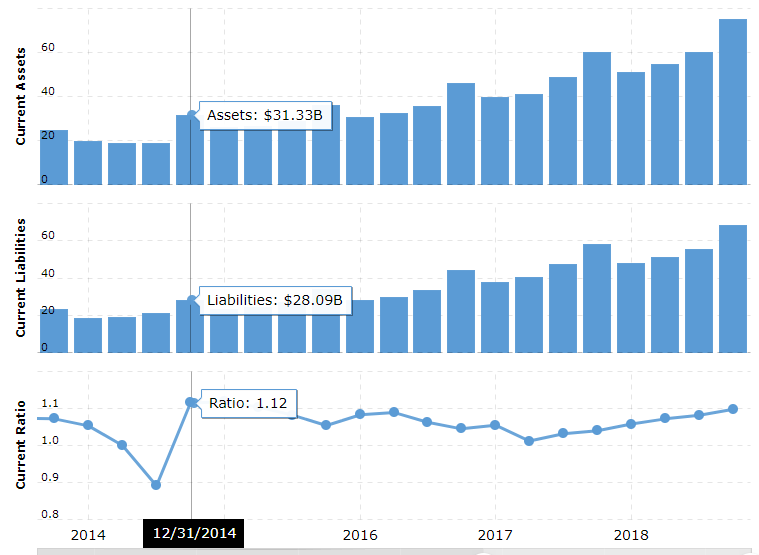 Current Assets
60
40
20
0
Assets: $31.33B
Current Liabilities
60
40
20
0
Liabilities: $28.09B
Current Ratio
1.1
1.0
0.9
0.8
Ratio: 1.12
2014
12/31/2014
2016
2017
2018